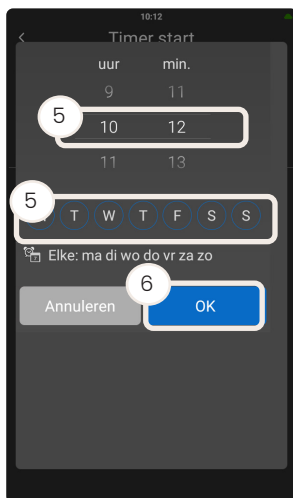 10:12
Timer start
uur min.
9 11
5
10 12
11 13
5
T W T F S S
Elke: ma di wo do vr za zo
6
Annuleren OK